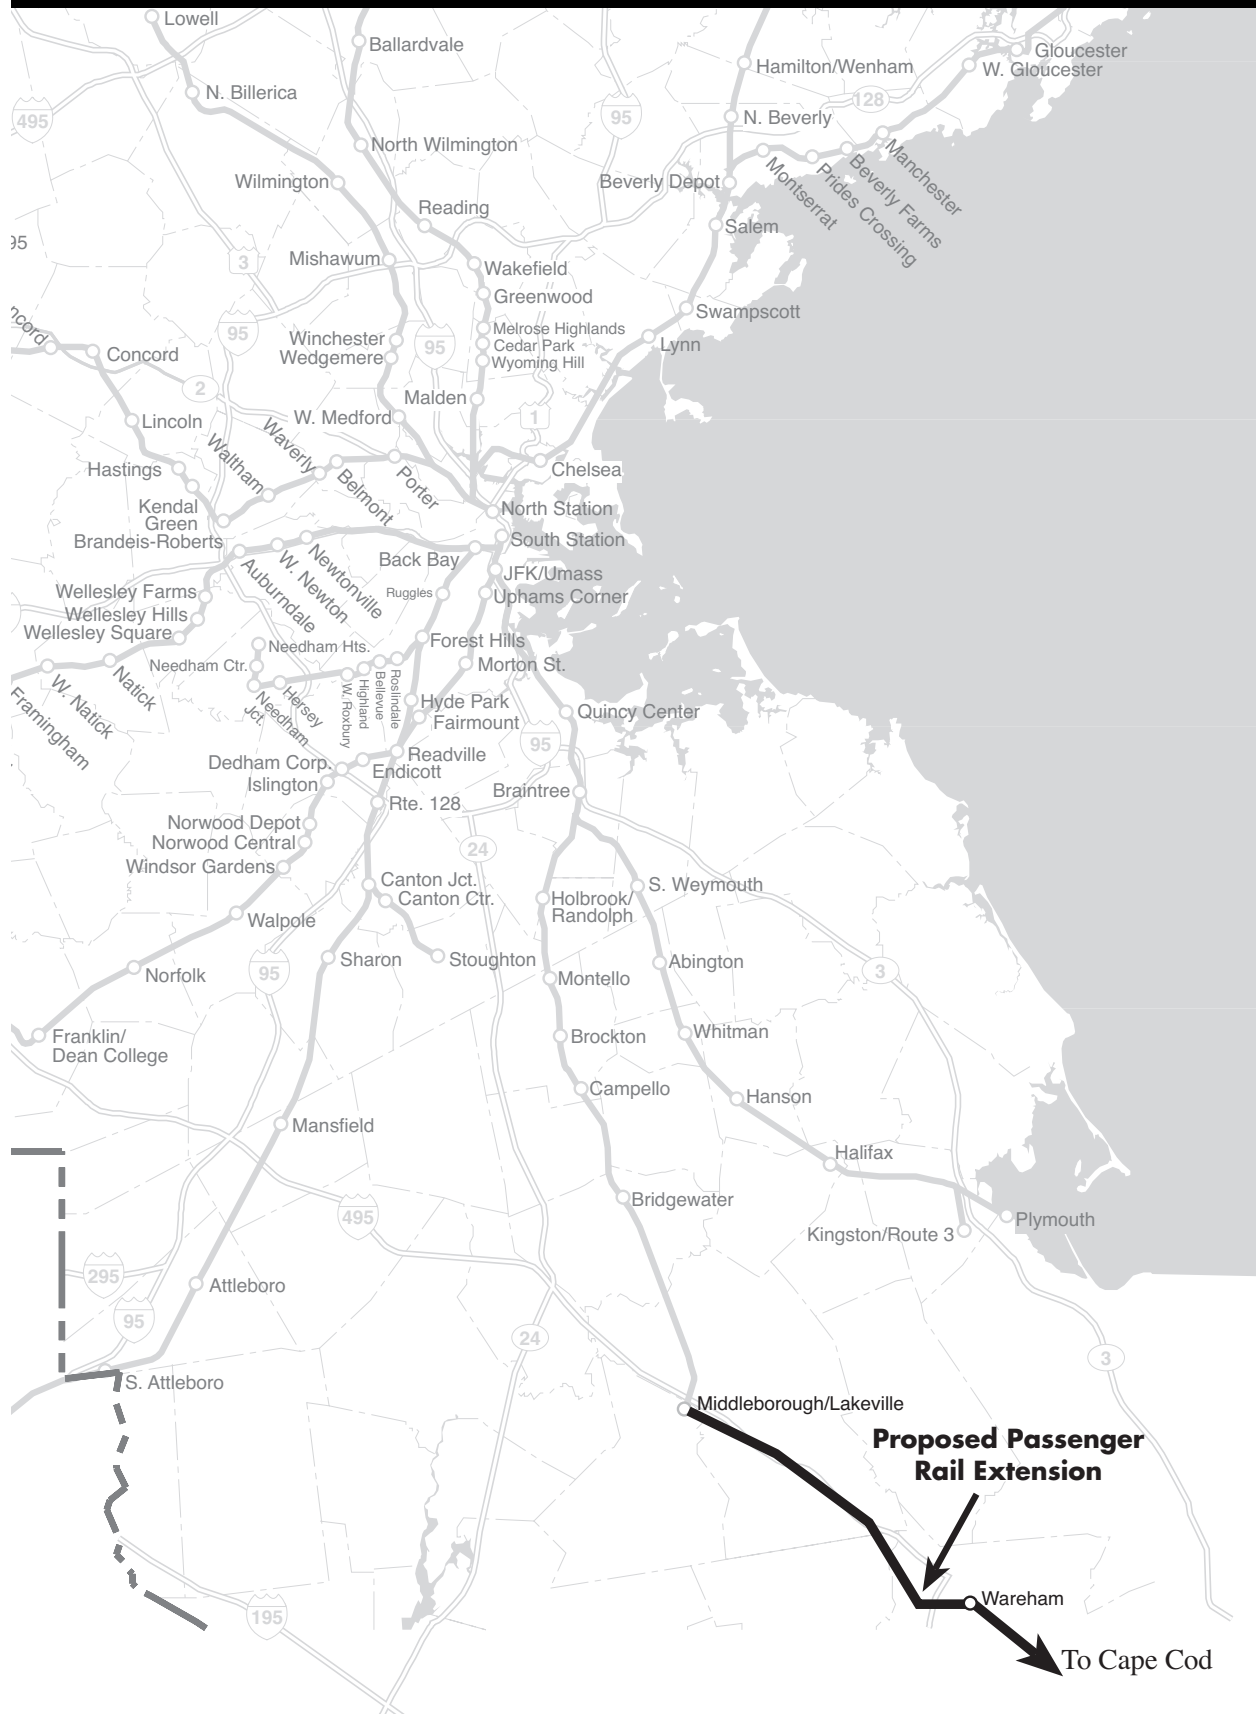 Lowell
Ballardvale
Gloucester
W. Gloucester
Hamilton/Wenham
N. Billerica
128
495
95
N. Beverly
North Wilmington
Manchester
Beverly Farms
Prides Crossing
Montserrat
Wilmington
Beverly Depot
Reading
Salem
95
3
Mishawum
Wakefield
Greenwood
Swampscott
Melrose Highlands
95
Winchester
95
Cedar Park
Lynn
Wedgemere
Wyoming Hill
ncord
Concord
2
Malden
1
Lincoln
W. Medford
Waverly
Waltham
Hastings
Belmont
Porter
Chelsea
Kendal
Green
North Station
Brandeis-Roberts
South Station
Back Bay
Newtonville
W. Newton
Auburndale
JFK/Umass
Wellesley Farms
Ruggles
Uphams Corner
Wellesley Hills
Wellesley Square
Needham Hts.
Forest Hills
Needham Ctr.
Morton St.
Natick
W. Natick
Framingham
Hersey
Needham
Jct.
W. Roxbury
Highland
Bellevue
Roslindale
Hyde Park
Fairmount
Quincy Center
95
Readville
Dedham Corp.
Endicott
Islington
Braintree
Rte. 128
Norwood Depot
Norwood Central
24
Windsor Gardens
Canton Jct.
Canton Ctr.
S. Weymouth
Holbrook/
Randolph
Walpole
Sharon
Stoughton
Abington
Norfolk
95
Montello
3
Franklin/
Dean College
Brockton
Whitman
Campello
Hanson
Mansfield
Halifax
Bridgewater
495
Plymouth
Kingston/Route 3
295
Attleboro
95
24
3
S. Attleboro
Middleborough/Lakeville
Proposed Passenger
Rail Extension
195
Wareham
To Cape Cod